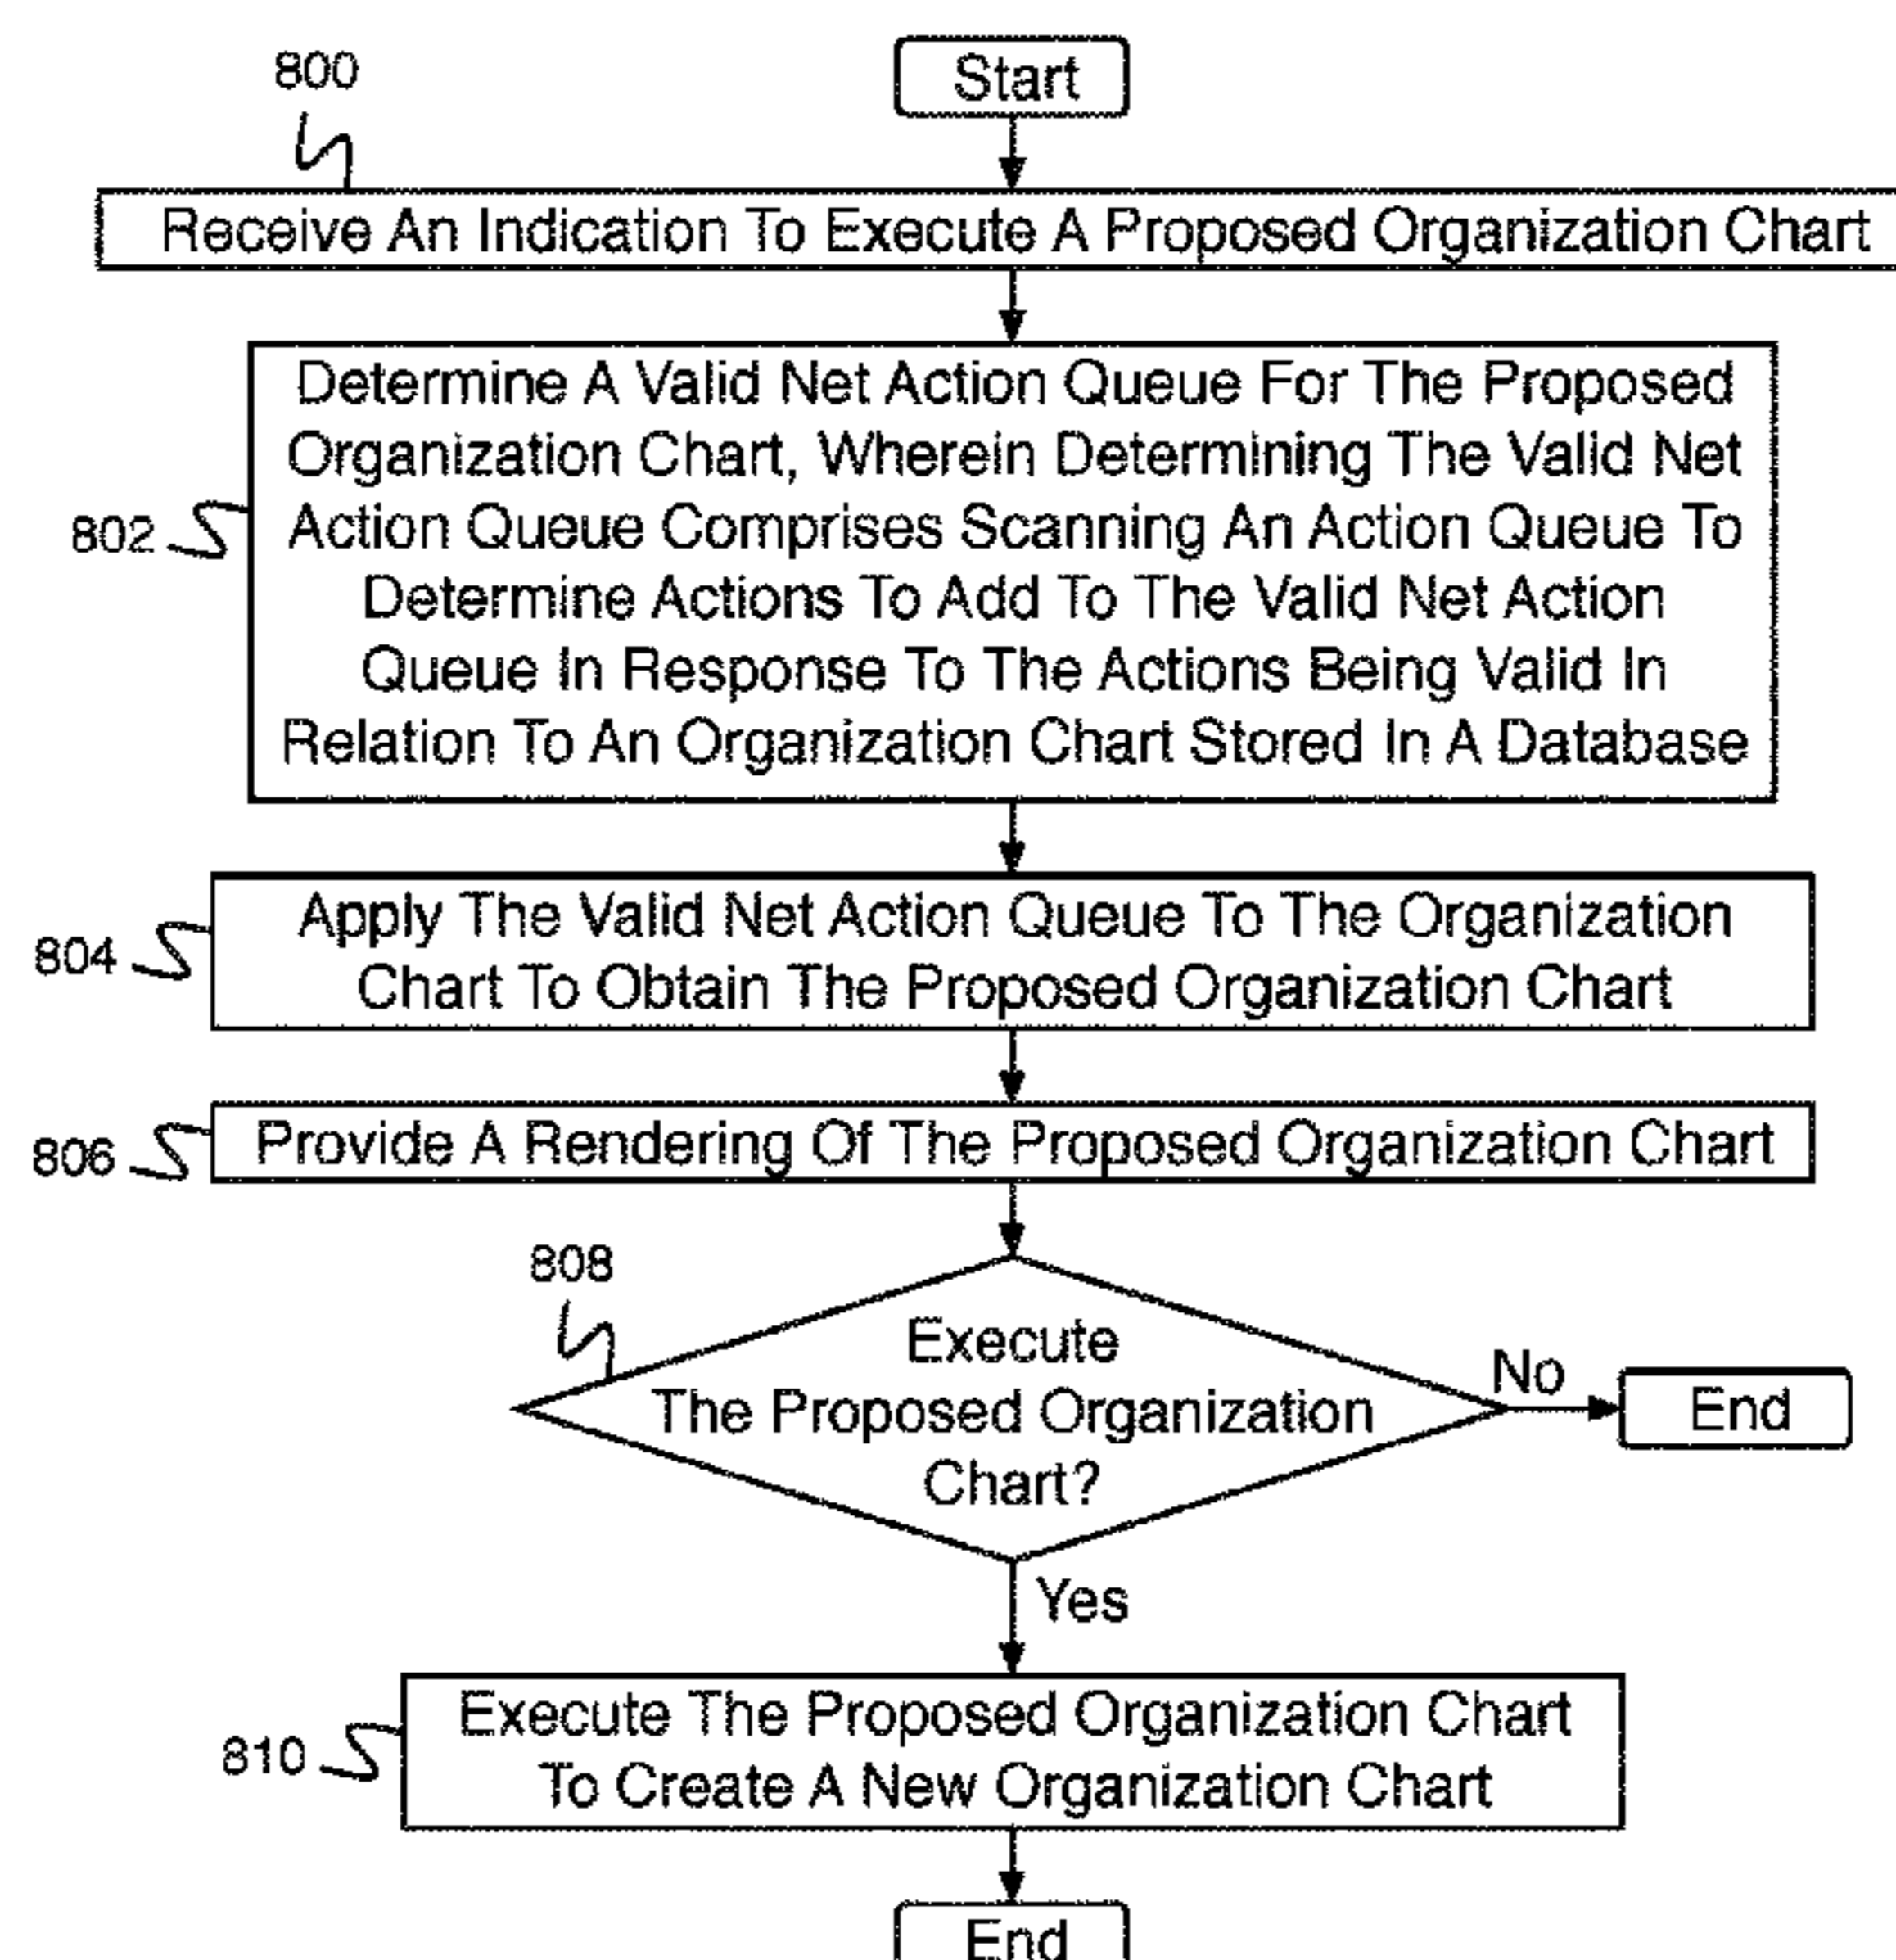 800
Start
Receive An Indication To Execute A Proposed Organization Chart
802
Determine A Valid Net Action Queue For The Proposed
Organization Chart, Wherein Determining The Valid Net
Action Queue Comprises Scanning An Action Queue To
Determine Actions To Add To The Valid Net Action
Queue In Response To The Actions Being Valid In
Relation To An Organization Chart Stored In A Database
804
Apply The Valid Net Action Queue To The Organization
Chart To Obtain The Proposed Organization Chart
806
Provide A Rendering Of The Proposed Organization Chart
808
Execute
The Proposed Organization
Chart?
No
End
Yes
810
Execute The Proposed Organization Chart
To Create A New Organization Chart
End